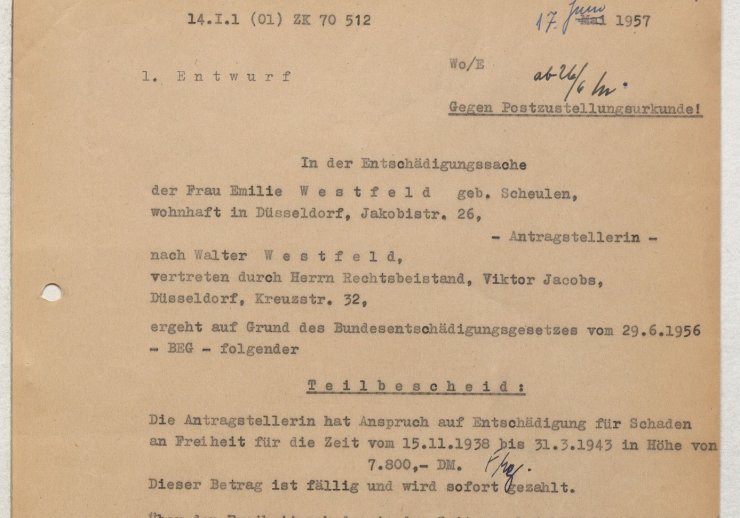 14.I.1 (01) ZK 70 512
17. Juni Mai 1957
Wo/E
1. Entwurf
ab 26/6
Gegen Postzustellungsurkunde!
In der Entschädigungssache
der Frau Emilie Westfeld geb. Scheulen,
wohnhaft in Düsseldorf, Jakobistr. 26,
- Antragstellerin -
nach Walter Westfeld,
vertreten durch Herrn Rechtsbeistand, Viktor Jacobs,
Düsseldorf, Kreuzstr. 32,
ergeht auf Grund des Bundesentschädigungsgesetzes vom 29.6.1956
- BEG - folgender
Teilbescheid:
Die Antragstellerin hat Anspruch auf Entschädigung für Schaden
an Freiheit für die Zeit vom 15.11.1938 bis 31.3.1943 in Höhe von
7.800,- DM.
Dieser Betrag ist fällig und wird sofort gezahlt.